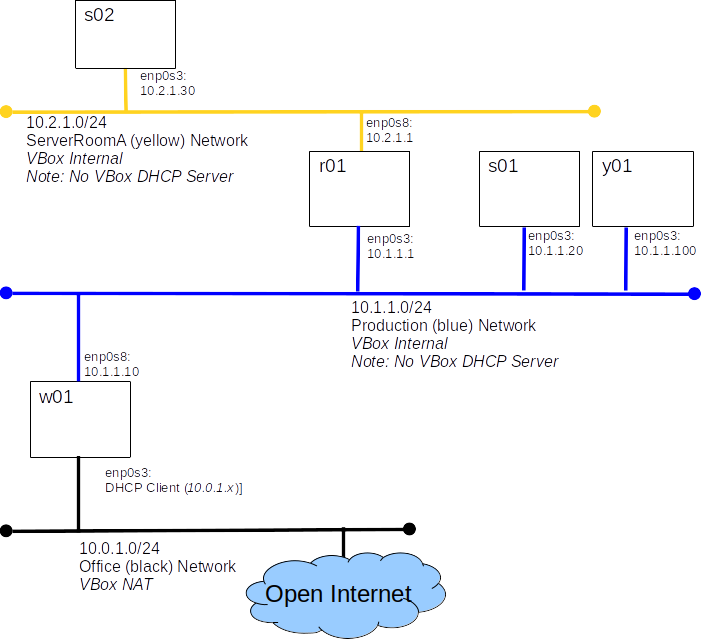 s02
enp0s3:
10.2.1.30
10.2.1.0/24
ServerRoomA (yellow) Network
VBox Internal
Note: No VBox DHCP Server
enp0s8:
10.2.1.1
r01
s01
y01
enp0s3:
10.1.1.1
enp0s3:
10.1.1.20
enp0s3:
10.1.1.100
10.1.1.0/24
Production (blue) Network
VBox Internal
Note: No VBox DHCP Server
enp0s8:
10.1.1.10
w01
enp0s3:
DHCP Client (10.0.1.x)]
10.0.1.0/24
Office (black) Network
VBox NAT
Open Internet